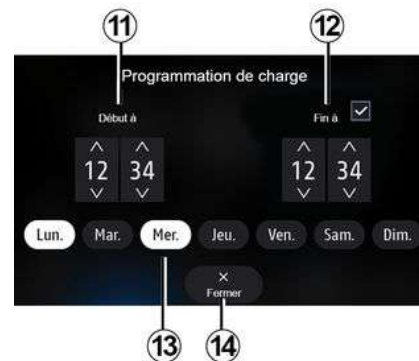 11 12
Programmation de charge
Début à Fin à
12 34 12 34
Lun. Mar. Mer. Jeu. Ven. Sam. Dim.
×
Fermer
13 14